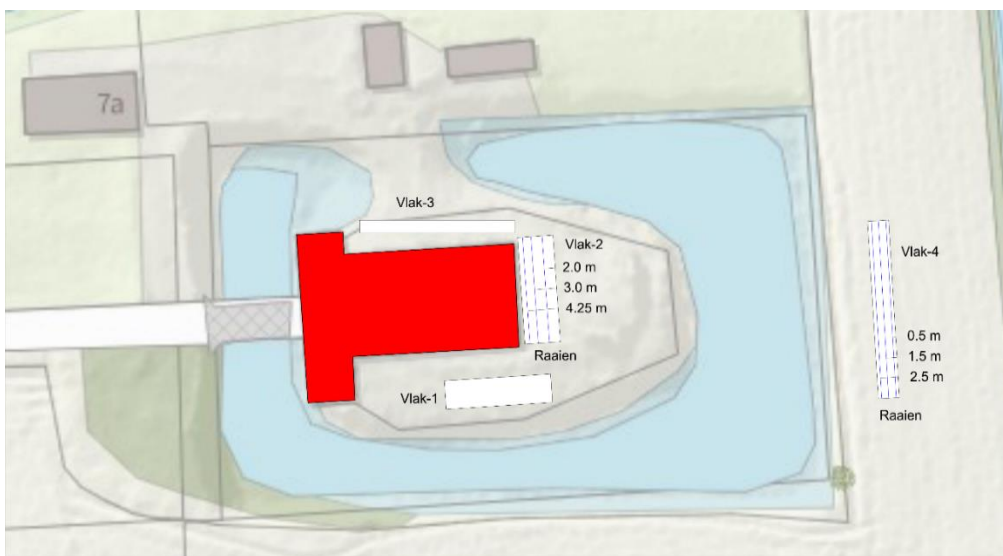 7a
Vlak-3
Vlak-2
2.0 m
3.0 m
4.25 m
Raaien
Vlak-1
Vlak-4
0.5 m
1.5 m
2.5 m
Raaien